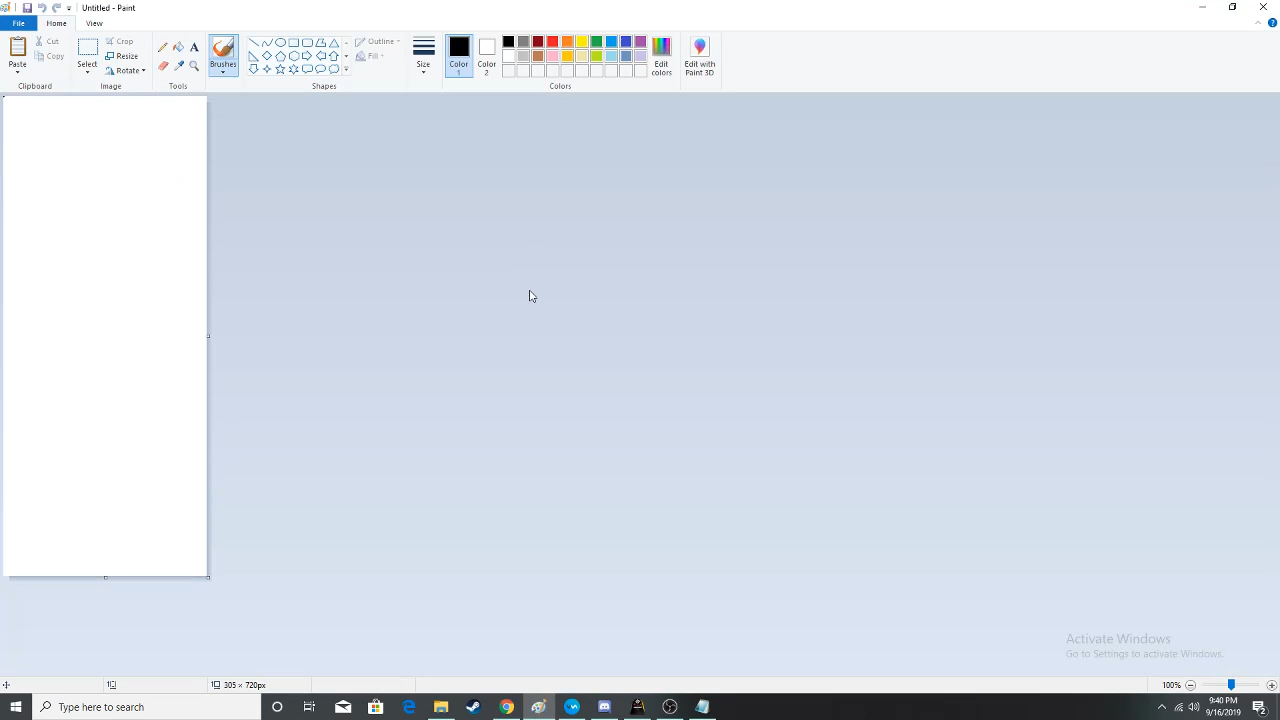 Untitled - Paint
File Home View
Paste
Cut
Copy
Clipboard
Select
Crop
Resize
Rotate
Image
A
Tools
Brushes
Outline
Fill
Shapes
Size
Color 1
Color 2
Edit colors
Colors
Edit with Paint 3D
Activate Windows
Go to Settings to activate Windows.
305 × 720px
100%
Type here to search
9:40 PM
9/16/2019
2